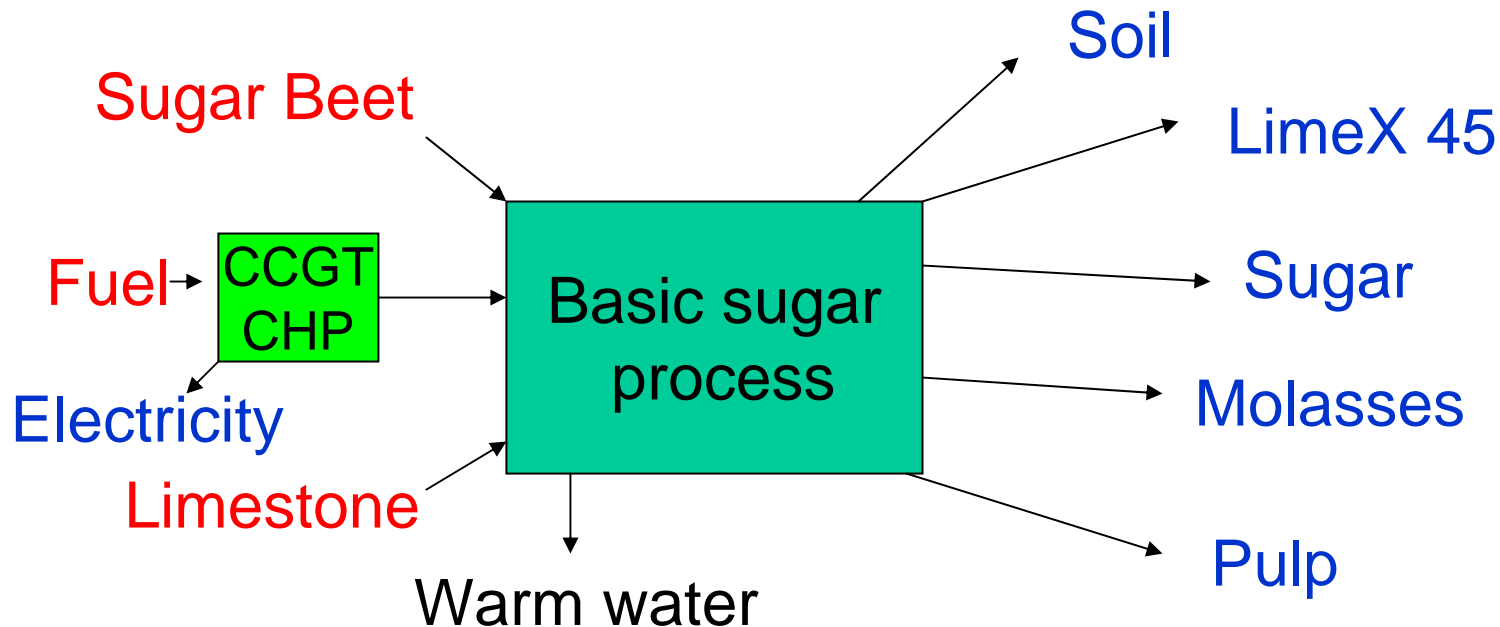 Soil
Sugar Beet
LimeX 45
Fuel
CCGT
CHP
Basic sugar
process
Sugar
Electricity
Molasses
Limestone
Pulp
Warm water